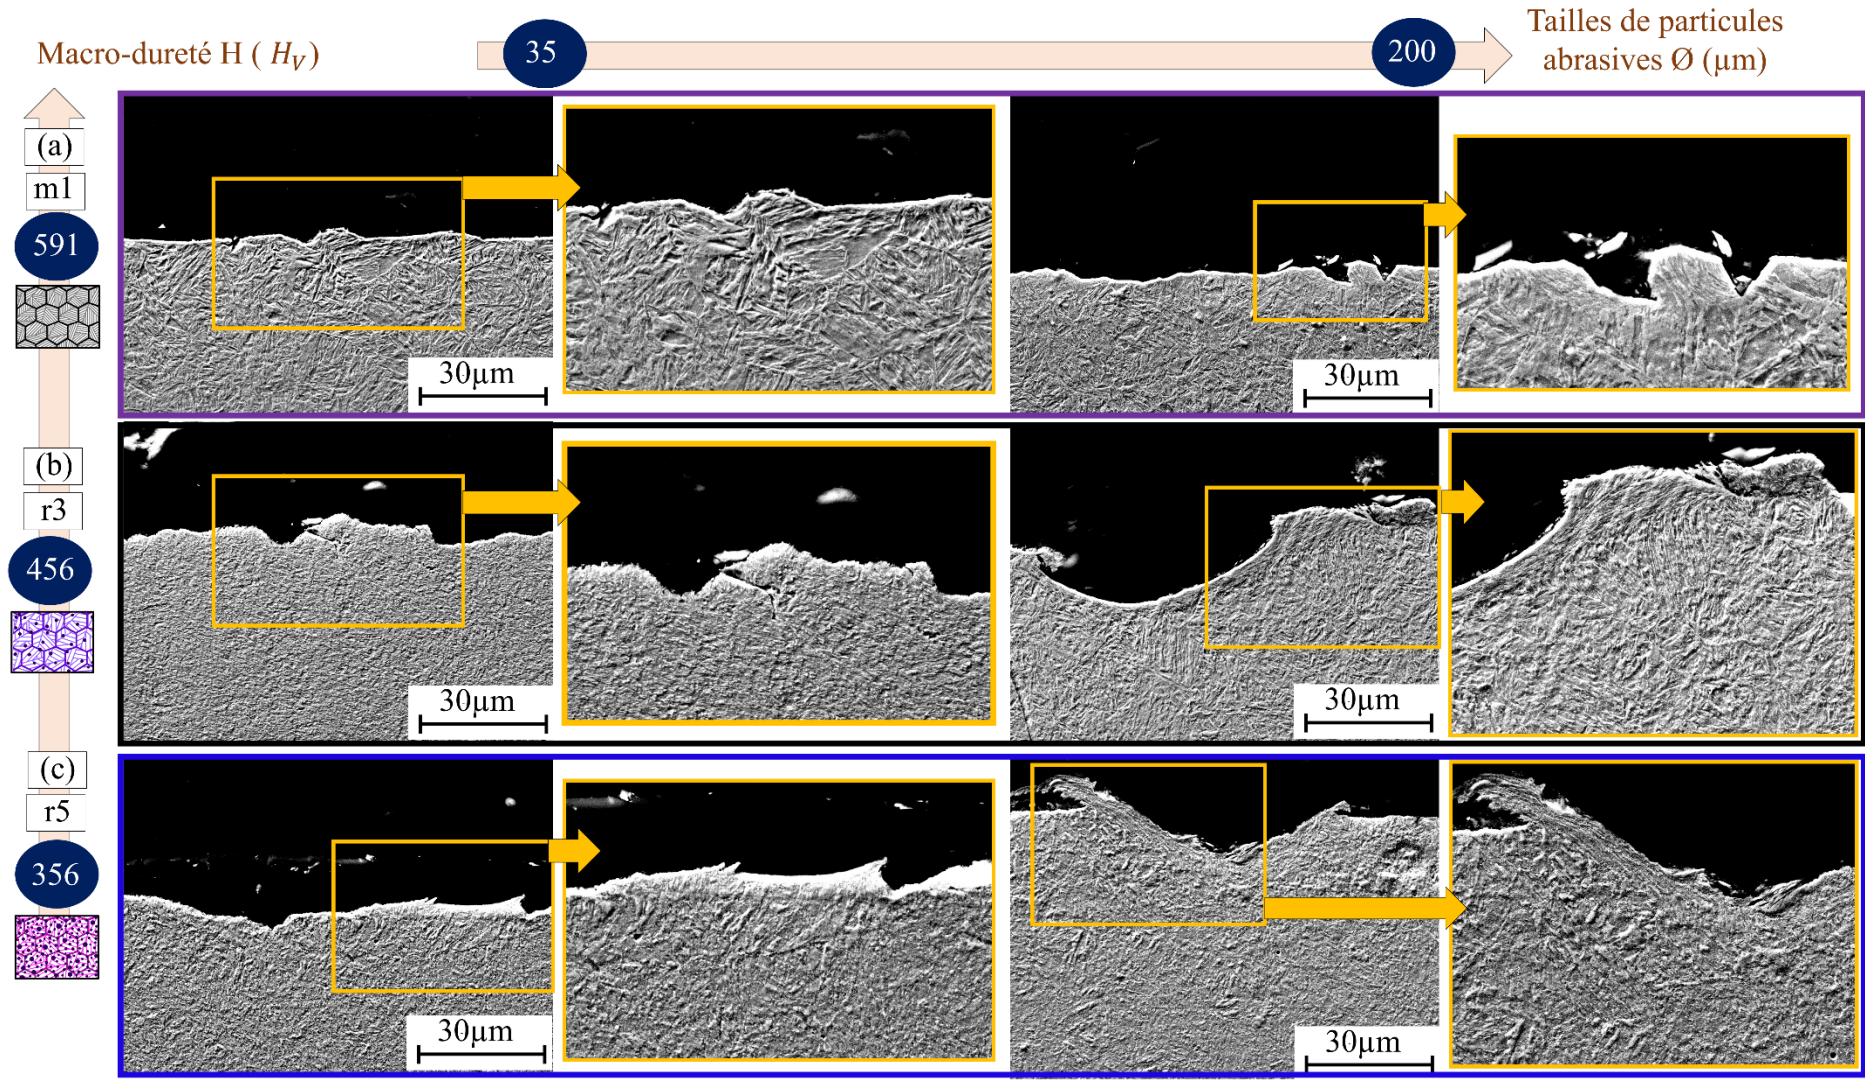 Macro-dureté H ( H_V)
35
200
Tailles de particules
abrasives Ø (µm)
(a)
m1
591
30µm
30µm
(b)
r3
456
30µm
30µm
(c)
r5
356
30µm
30µm